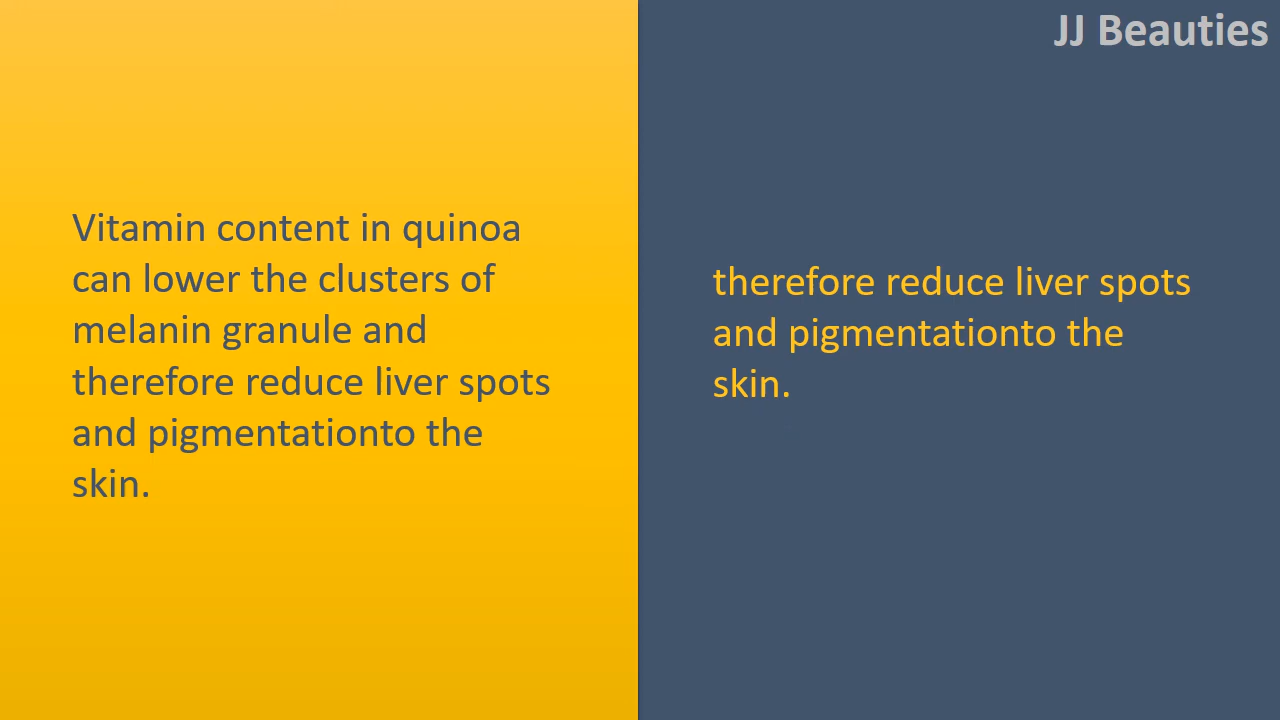 JJ Beauties
Vitamin content in quinoa
can lower the clusters of
melanin granule and
therefore reduce liver spots
and pigmentationto the
skin.
therefore reduce liver spots
and pigmentationto the
skin.